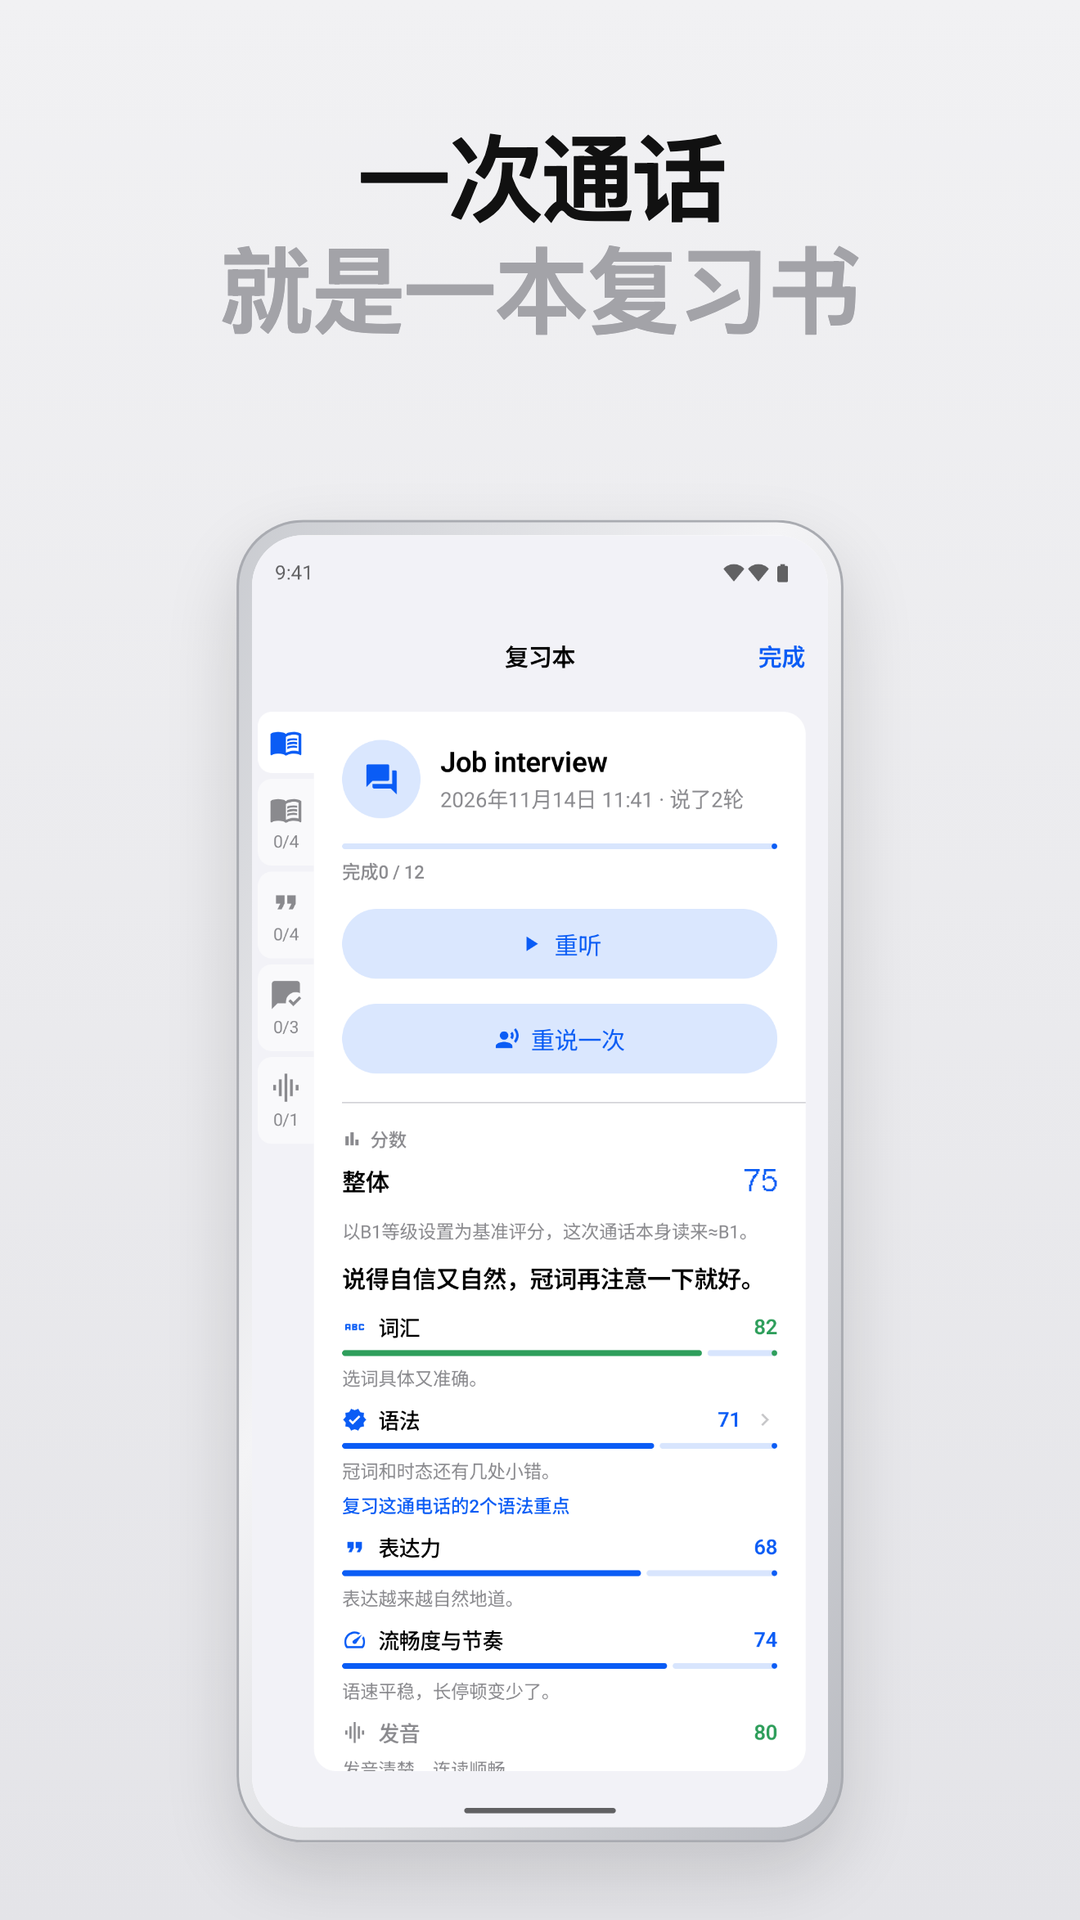 一次通话
就是一本复习书
9:41
复习本
完成
Job interview
2026年11月14日 11:41 · 说了2轮
0/4
完成0 / 12
0/4
重听
0/3
重说一次
0/1
分数
整体
75
以B1等级设置为基准评分，这次通话本身读来≈B1。
说得自信又自然，冠词再注意一下就好。
ABC 词汇
82
选词具体又准确。
语法
71
冠词和时态还有几处小错。
复习这通电话的2个语法重点
表达力
68
表达越来越自然地道。
流畅度与节奏
74
语速平稳，长停顿变少了。
发音
80
发音清楚，连读顺畅